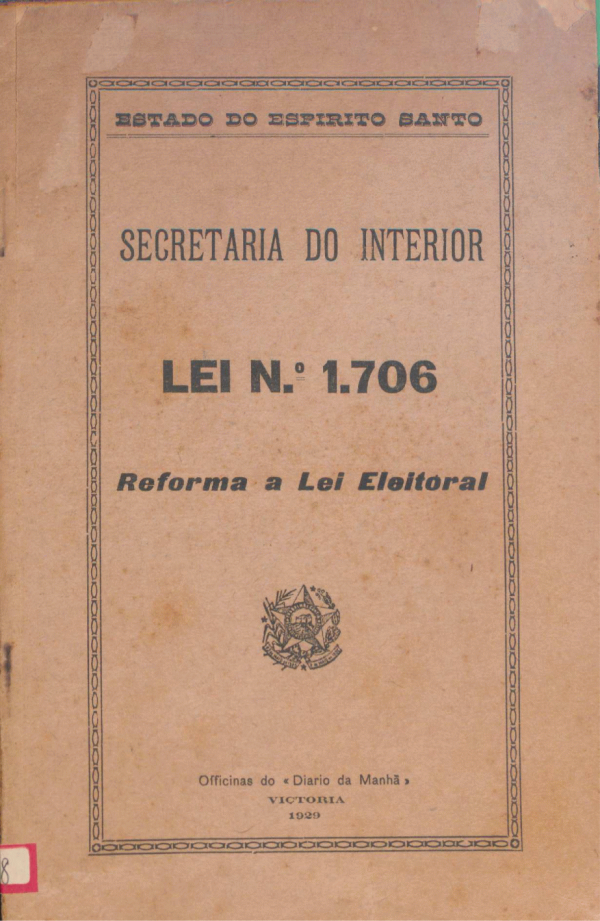 ESTADO DO ESPIRITO SANTO
SECRETARIA DO INTERIOR
LEI N.º 1.706
Reforma a Lei Eleitoral
Officinas do « Diario da Manhã »
VICTORIA
1929
8